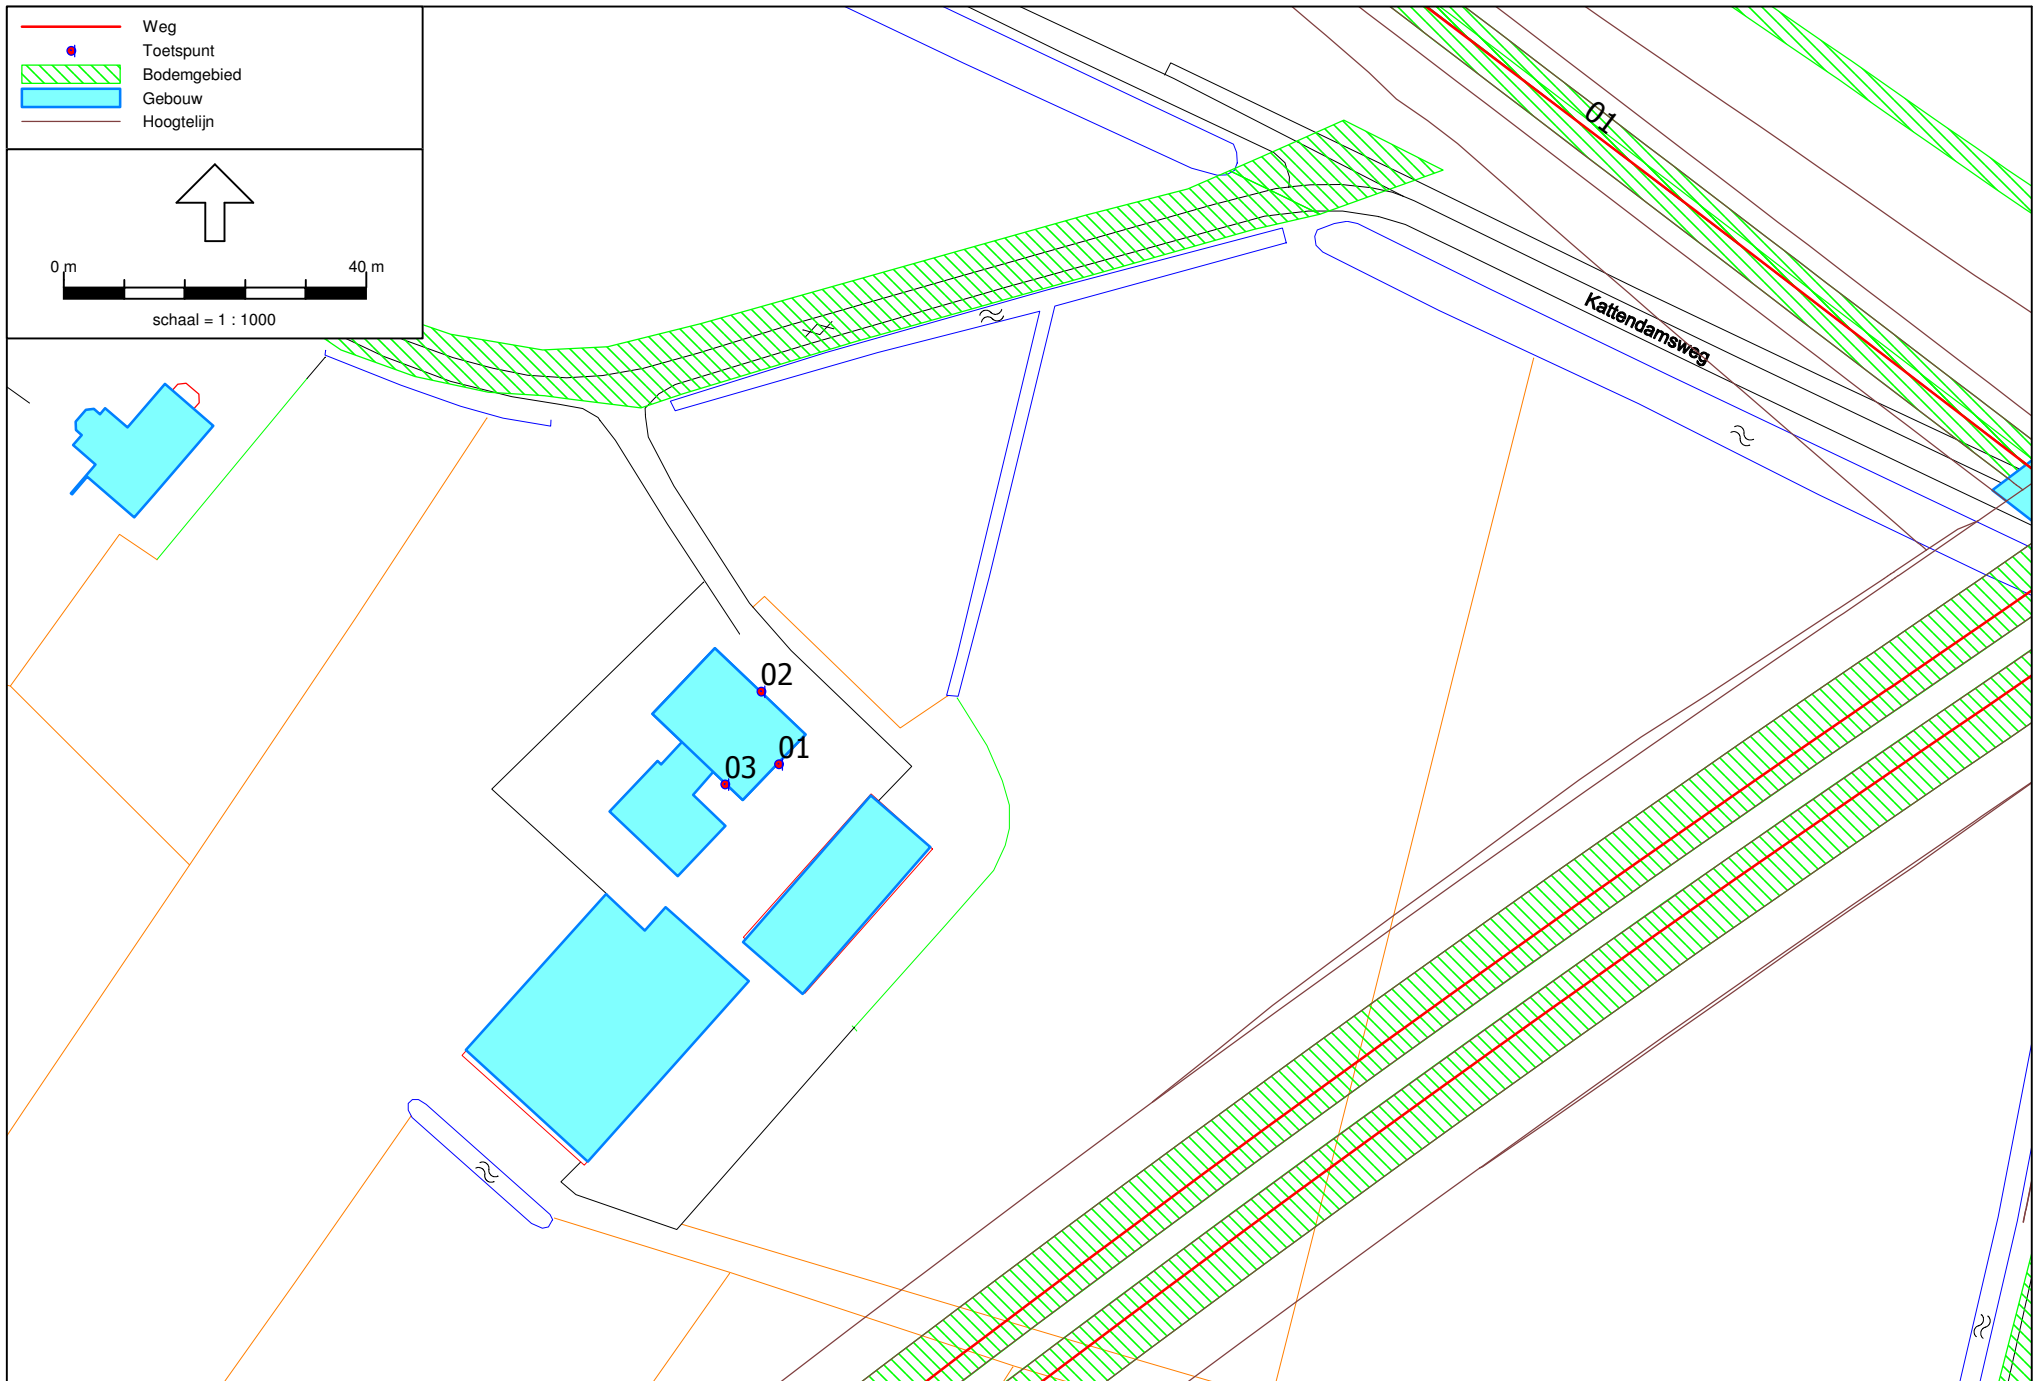 Weg
Toetspunt
Bodemgebied
Gebouw
Hoogtelijn
0 m 40 m
schaal = 1 : 1000
01
Kattendamsweg
02
01
03